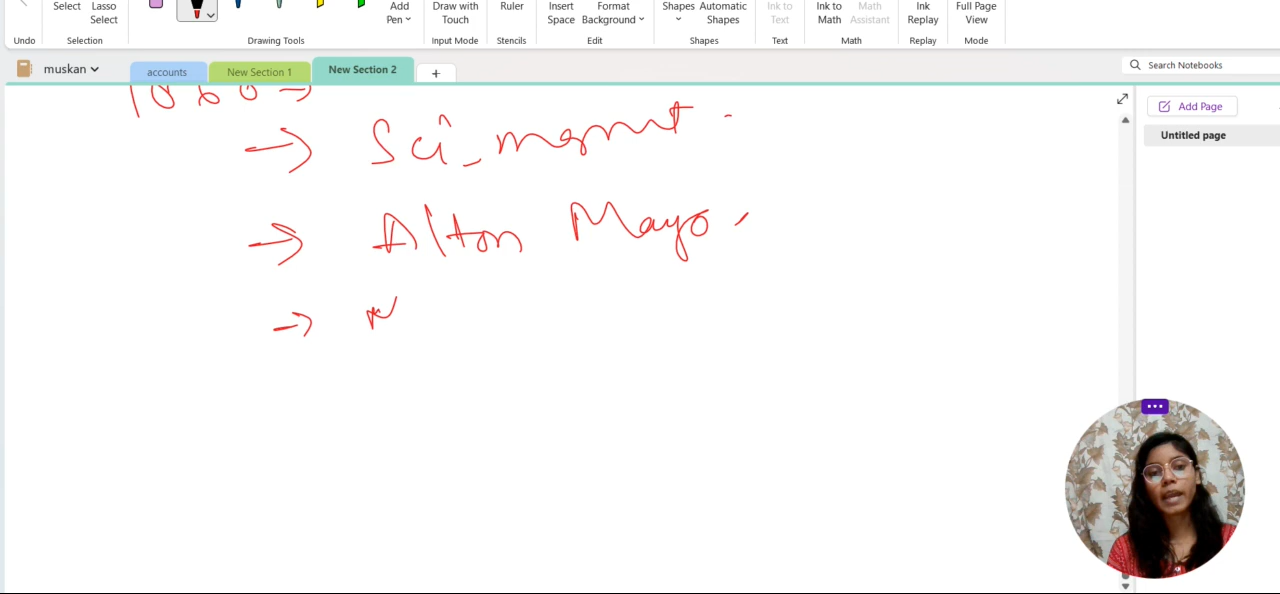 Select Lasso Select Add Pen Draw with Touch Ruler Insert Space Format Background Shapes Automatic Shapes Ink to Text Ink to Math Math Assistant Ink Replay Full Page View
Undo Selection Drawing Tools Input Mode Stencils Edit Shapes Text Math Replay Mode
muskan accounts New Section 1 New Section 2 + Search Notebooks
Add Page
Untitled page
→ Sci_mgmnt.
→ Alton Mayo.
→ N